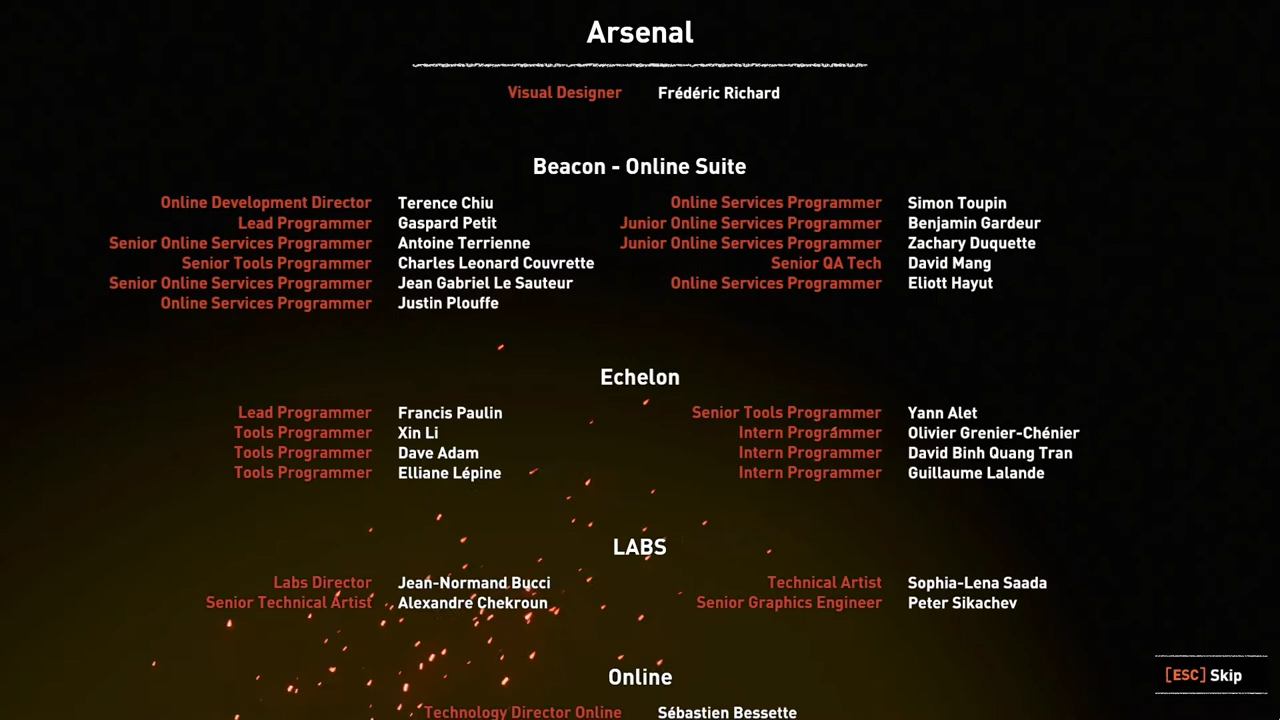 Arsenal
Visual Designer Frédéric Richard
Beacon - Online Suite
Online Development Director Terence Chiu Online Services Programmer Simon Toupin
Lead Programmer Gaspard Petit Junior Online Services Programmer Benjamin Gardeur
Senior Online Services Programmer Antoine Terrienne Junior Online Services Programmer Zachary Duquette
Senior Tools Programmer Charles Leonard Couvrette Senior QA Tech David Mang
Senior Online Services Programmer Jean Gabriel Le Sauteur Online Services Programmer Eliott Hayut
Online Services Programmer Justin Plouffe
Echelon
Lead Programmer Francis Paulin Senior Tools Programmer Yann Alet
Tools Programmer Xin Li Intern Programmer Olivier Grenier-Chénier
Tools Programmer Dave Adam Intern Programmer David Binh Quang Tran
Tools Programmer Elliane Lépine Intern Programmer Guillaume Lalande
LABS
Labs Director Jean-Normand Bucci Technical Artist Sophia-Lena Saada
Senior Technical Artist Alexandre Chekroun Senior Graphics Engineer Peter Sikachev
Online
[ESC] Skip
Technology Director Online Sébastien Bessette